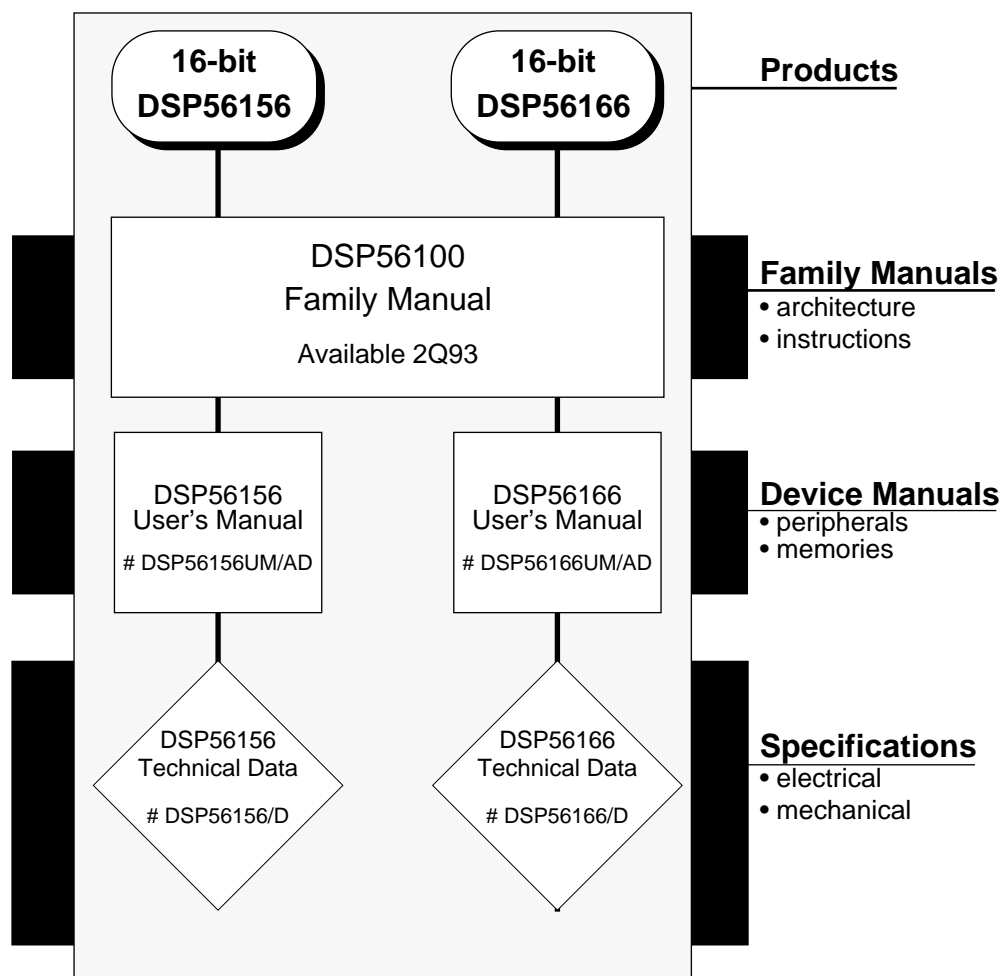 16-bit
DSP56156
16-bit
DSP56166
Products
DSP56100
Family Manual
Available 2Q93
Family Manuals
• architecture
• instructions
DSP56156
User’s Manual
# DSP56156UM/AD
DSP56166
User’s Manual
# DSP56166UM/AD
Device Manuals
• peripherals
• memories
DSP56156
Technical Data
# DSP56156/D
DSP56166
Technical Data
# DSP56166/D
Specifications
• electrical
• mechanical